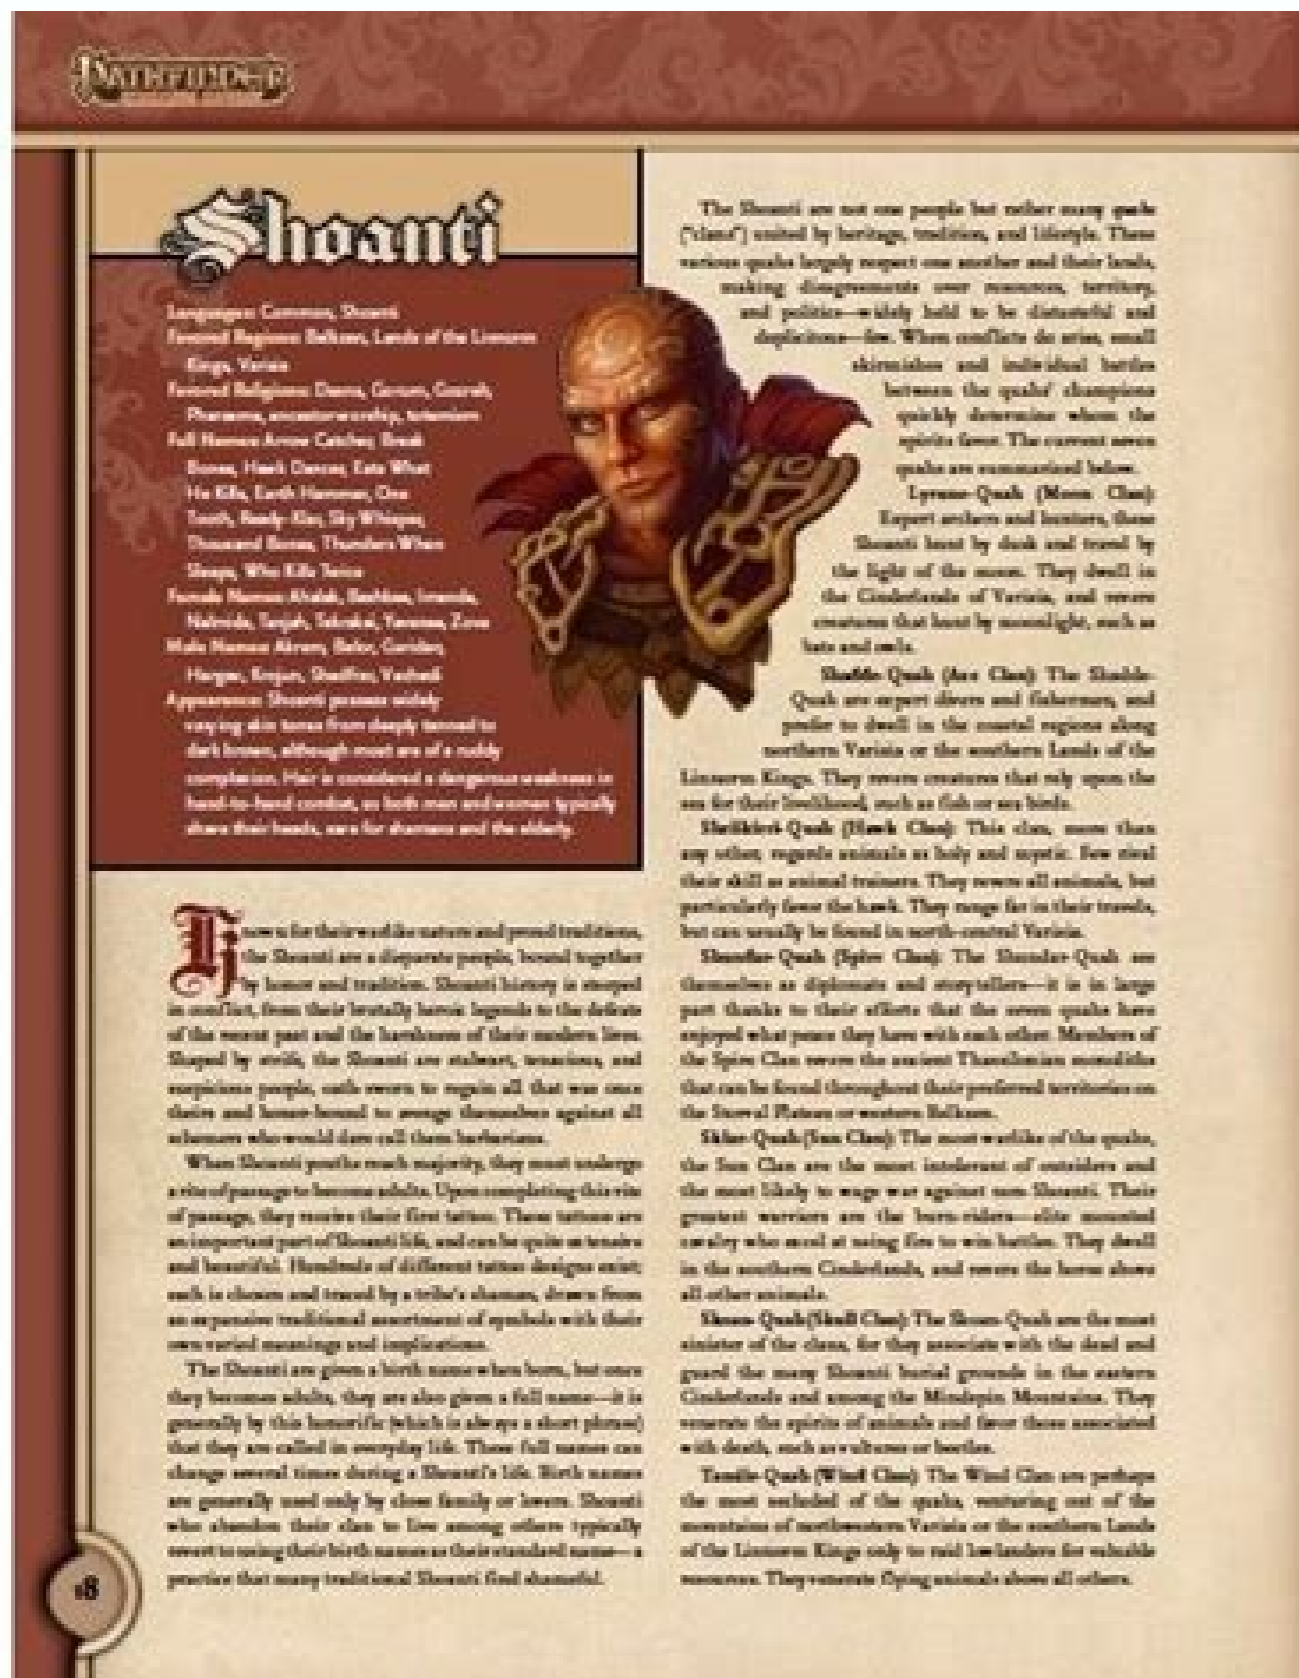 PATHFINDER
Shoanti
Languages: Common, Shoanti
Favored Regions: Belkzen, Lands of the Linnorm
Kings, Varisia
Favored Religions: Desna, Gorum, Gozreh,
Pharasma, ancestor worship, totemism
Full Names: Arrow Catcher, Break
Bones, Hawk Dancer, Eats What
He Kills, Earth Hammer, One
Tooth, Ready-Klar, Sky Whisper,
Thousand Bones, Thunders When
Sleeps, Who Kills Twice
Female Names: Ahalak, Bashkee,
Nalmida, Tanjah, Tekrakai, Zova
Male Names: Akram, Belor, Garidan,
Hargev, Krojun, Shadfrar,
Appearance: Shoanti possess widely
varying skin tones from deeply tanned to
dark brown, although most are of a ruddy
complexion. Hair is considered a dangerous weakness in
hand-to-hand combat, so both men and women typically
shave their heads, save for shamans and the elderly.
Known for their warlike nature and proud traditions,
the Shoanti are a disparate people, bound together
by honor and tradition. Shoanti history is steeped
in conflict, from their brutally heroic legends to the defeats
of the recent past and the harshness of their modern lives.
Shaped by strife, the Shoanti are stalwart, tenacious, and
suspicious people, oath sworn to regain all that was once
theirs and honor-bound to avenge themselves against all
schemers who would dare call them barbarians.
When Shoanti youths reach majority, they must undergo
a rite of passage to become adults. Upon completing this rite
of passage, they receive their first tattoo. These tattoos are
an important part of Shoanti life, and can be quite extensive
and beautiful. Hundreds of different tattoo designs exist;
each is chosen and traced by a tribe's shaman, drawn from
an expansive traditional assortment of symbols with their
own varied meanings and implications.
The Shoanti are given a birth name when born, but once
they becomes adults, they are also given a full name—it is
generally by this honorific (which is always a short phrase)
that they are called in everyday life. These full names can
change several times during a Shoanti's life. Birth names
are generally used only by close family or lovers. Shoanti
who abandon their clan to live among others typically
revert to using their birth names as their standard name—a
practice that many traditional Shoanti find shameful.
The Shoanti are not one people but rather many quahs
("clans") united by heritage, tradition, and lifestyle. These
various quahs largely respect one another and their lands,
making disagreements over resources, territory,
and politics—widely held to be distasteful and
duplicitous—few. When conflicts do arise, small
skirmishes and individual battles
between the quahs' champions
quickly determine whom the
spirits favor. The current seven
quahs are summarized below.
Lyrune-Quah (Moon Clan):
Expert archers and hunters, these
Shoanti hunt by dusk and travel by
the light of the moon. They dwell in
the Cinderlands of Varisia, and revere
creatures that hunt by moonlight, such as
bats and owls.
Shadde-Quah (Axe Clan): The Shadde-
Quah are expert divers and fishermen, and
prefer to dwell in the coastal regions along
northern Varisia or the southern Lands of the
Linnorm Kings. They revere creatures that rely upon the
sea for their livelihood, such as fish or sea birds.
Shriikirri-Quah (Hawk Clan): This clan, more than
any other, regards animals as holy and mystic. Few rival
their skill as animal trainers. They revere all animals, but
particularly favor the hawk. They range far in their travels,
but can usually be found in north-central Varisia.
Shundar-Quah (Spire Clan): The Shundar-Quah see
themselves as diplomats and storytellers—it is in large
part thanks to their efforts that the seven quahs have
enjoyed what peace they have with each other. Members of
the Spire Clan revere the ancient Thassilonian monoliths
that can be found throughout their preferred territories on
the Storval Plateau or western Belkzen.
Sklar-Quah (Sun Clan): The most warlike of the quahs,
the Sun Clan are the most intolerant of outsiders and
the most likely to wage war against non-Shoanti. Their
greatest warriors are the burn-riders—elite mounted
cavalry who excel at using fire to win battles. They dwell
in the southern Cinderlands, and revere the horse above
all other animals.
Skoan-Quah (Skull Clan): The Skoan-Quah are the most
sinister of the clans, for they associate with the dead and
guard the many Shoanti burial grounds in the eastern
Cinderlands and among the Mindspin Mountains. They
venerate the spirits of animals and favor those associated
with death, such as vultures or beetles.
Tamiir-Quah (Wind Clan): The Wind Clan are perhaps
the most secluded of the quahs, venturing out of the
mountains of northwestern Varisia or the southern Lands
of the Linnorm Kings only to raid lowlanders for valuable
resources. They venerate flying animals above all others.
18